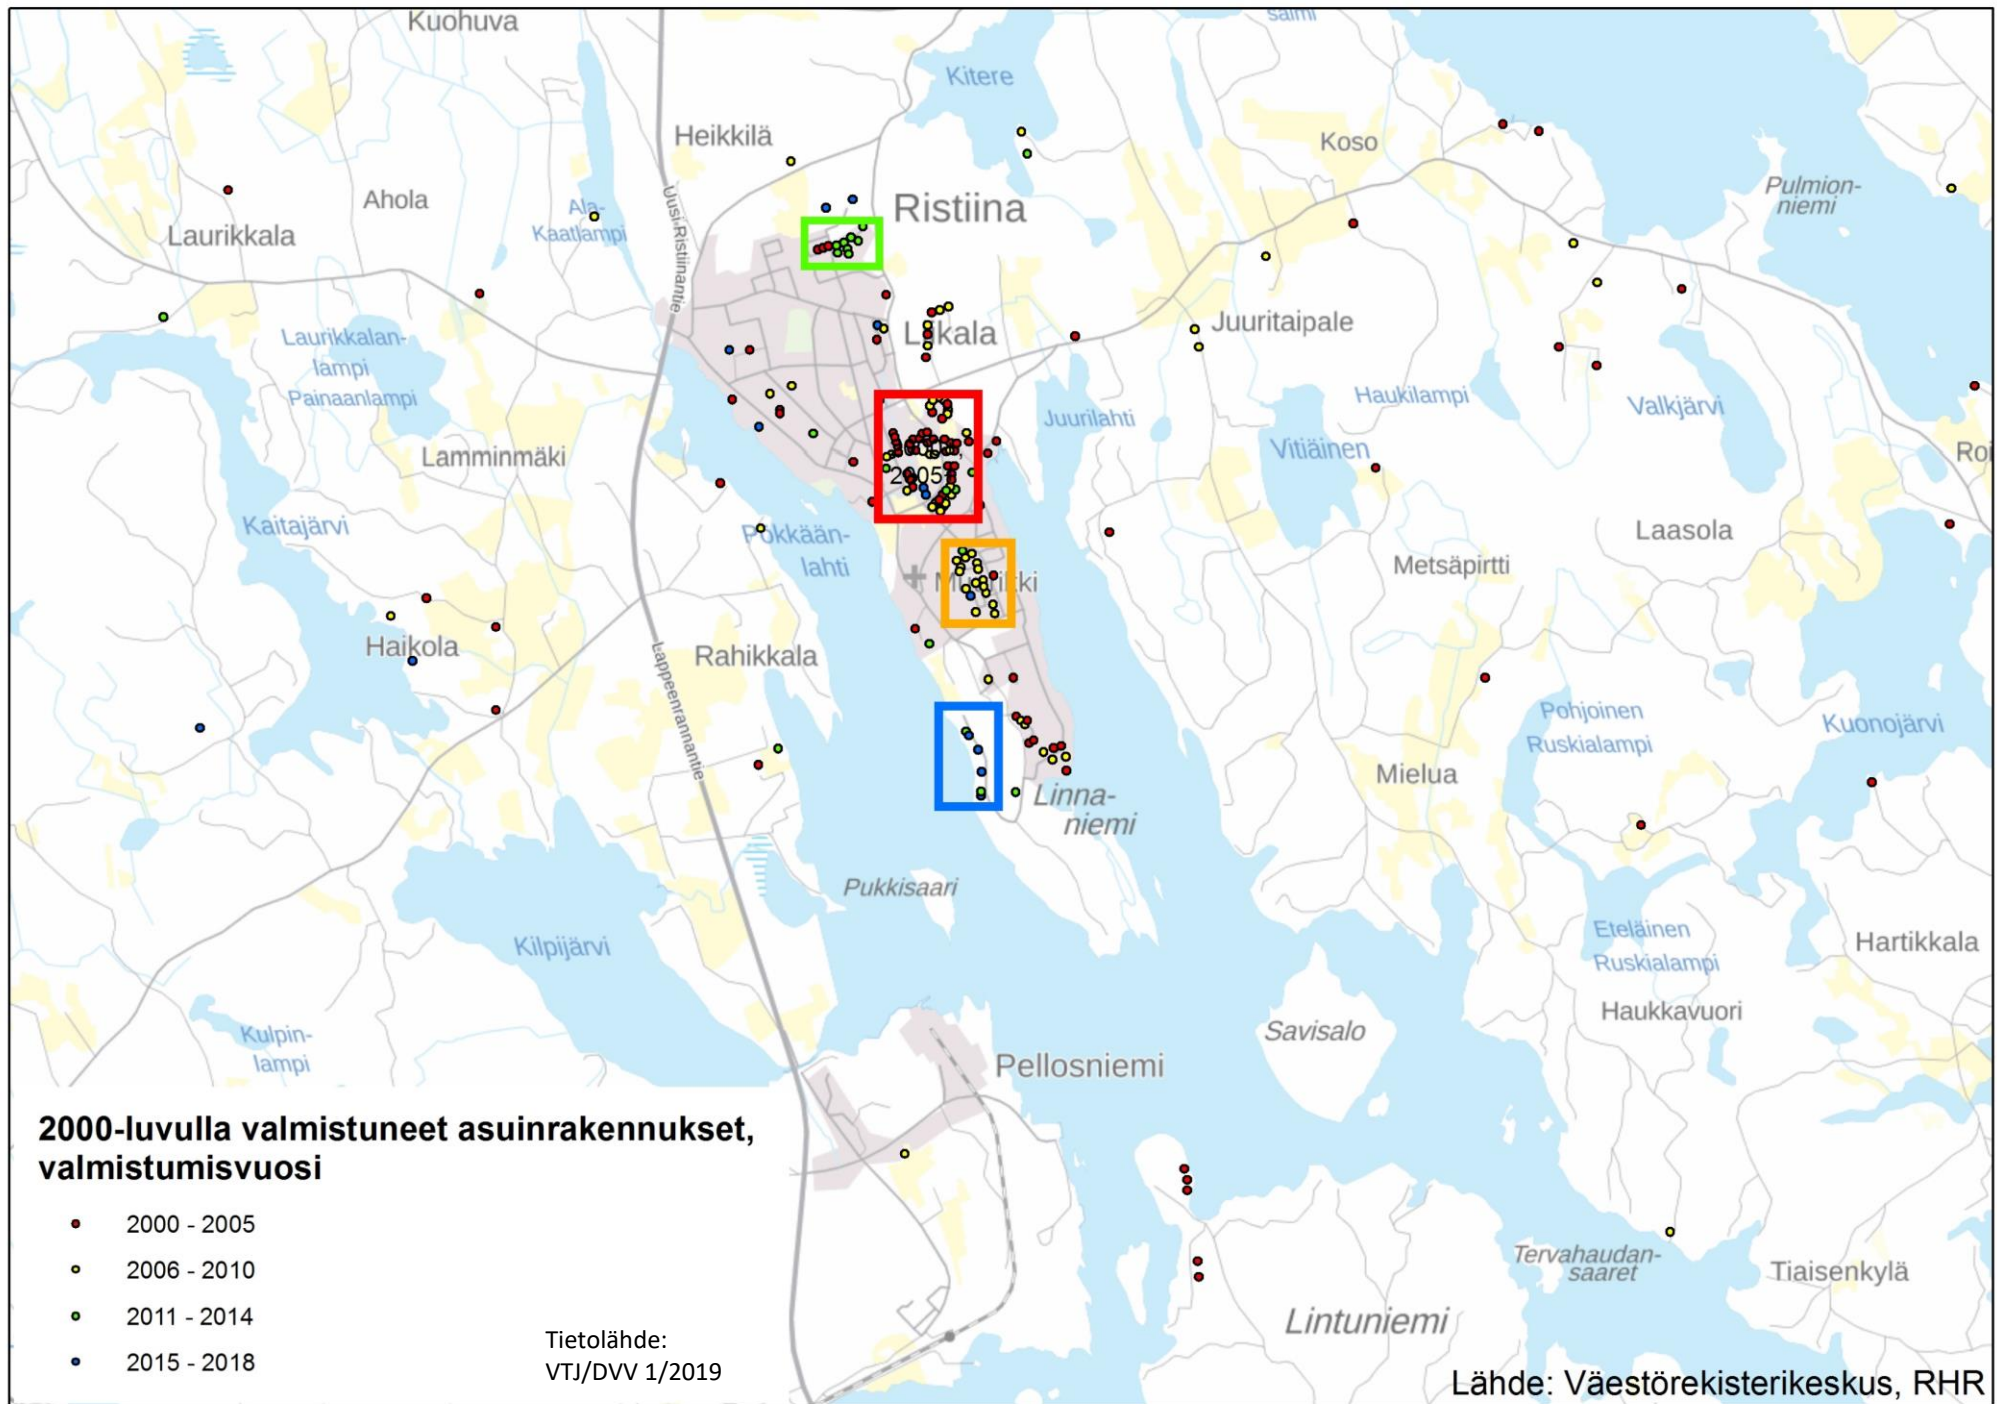 Kuohuva
salmi
Kitere
Heikkilä
Koso
Ahola
Ristiina
Pulmion-
niemi
Ala-
Kaatlampi
Laurikkala
Uusi-Ristiinantie
Laurikkalan-
lampi
Painaanlampi
Juuritaipale
Haukilampi
Valkjärvi
Juurilahti
Lamminmäki
Vitiäinen
Kaitajärvi
Pökkään-
lahti
Laasola
Metsäpirtti
Haikola
Rahikkala
Lappeenrannantie
Pohjoinen
Ruskialampi
Kuonojärvi
Mielua
Linna-
niemi
Pukkisaari
Kilpijärvi
Eteläinen
Ruskialampi
Hartikkala
Haukkavuori
Savisalo
Kulpin-
lampi
Pellosniemi
2000-luvulla valmistuneet asuinrakennukset,
valmistumisvuosi
2000 - 2005
2006 - 2010
2011 - 2014
2015 - 2018
Tietolähde:
VTJ/DVV 1/2019
Tervahaudan-
saaret
Tiaisenkylä
Lintuniemi
Lähde: Väestörekisterikeskus, RHR